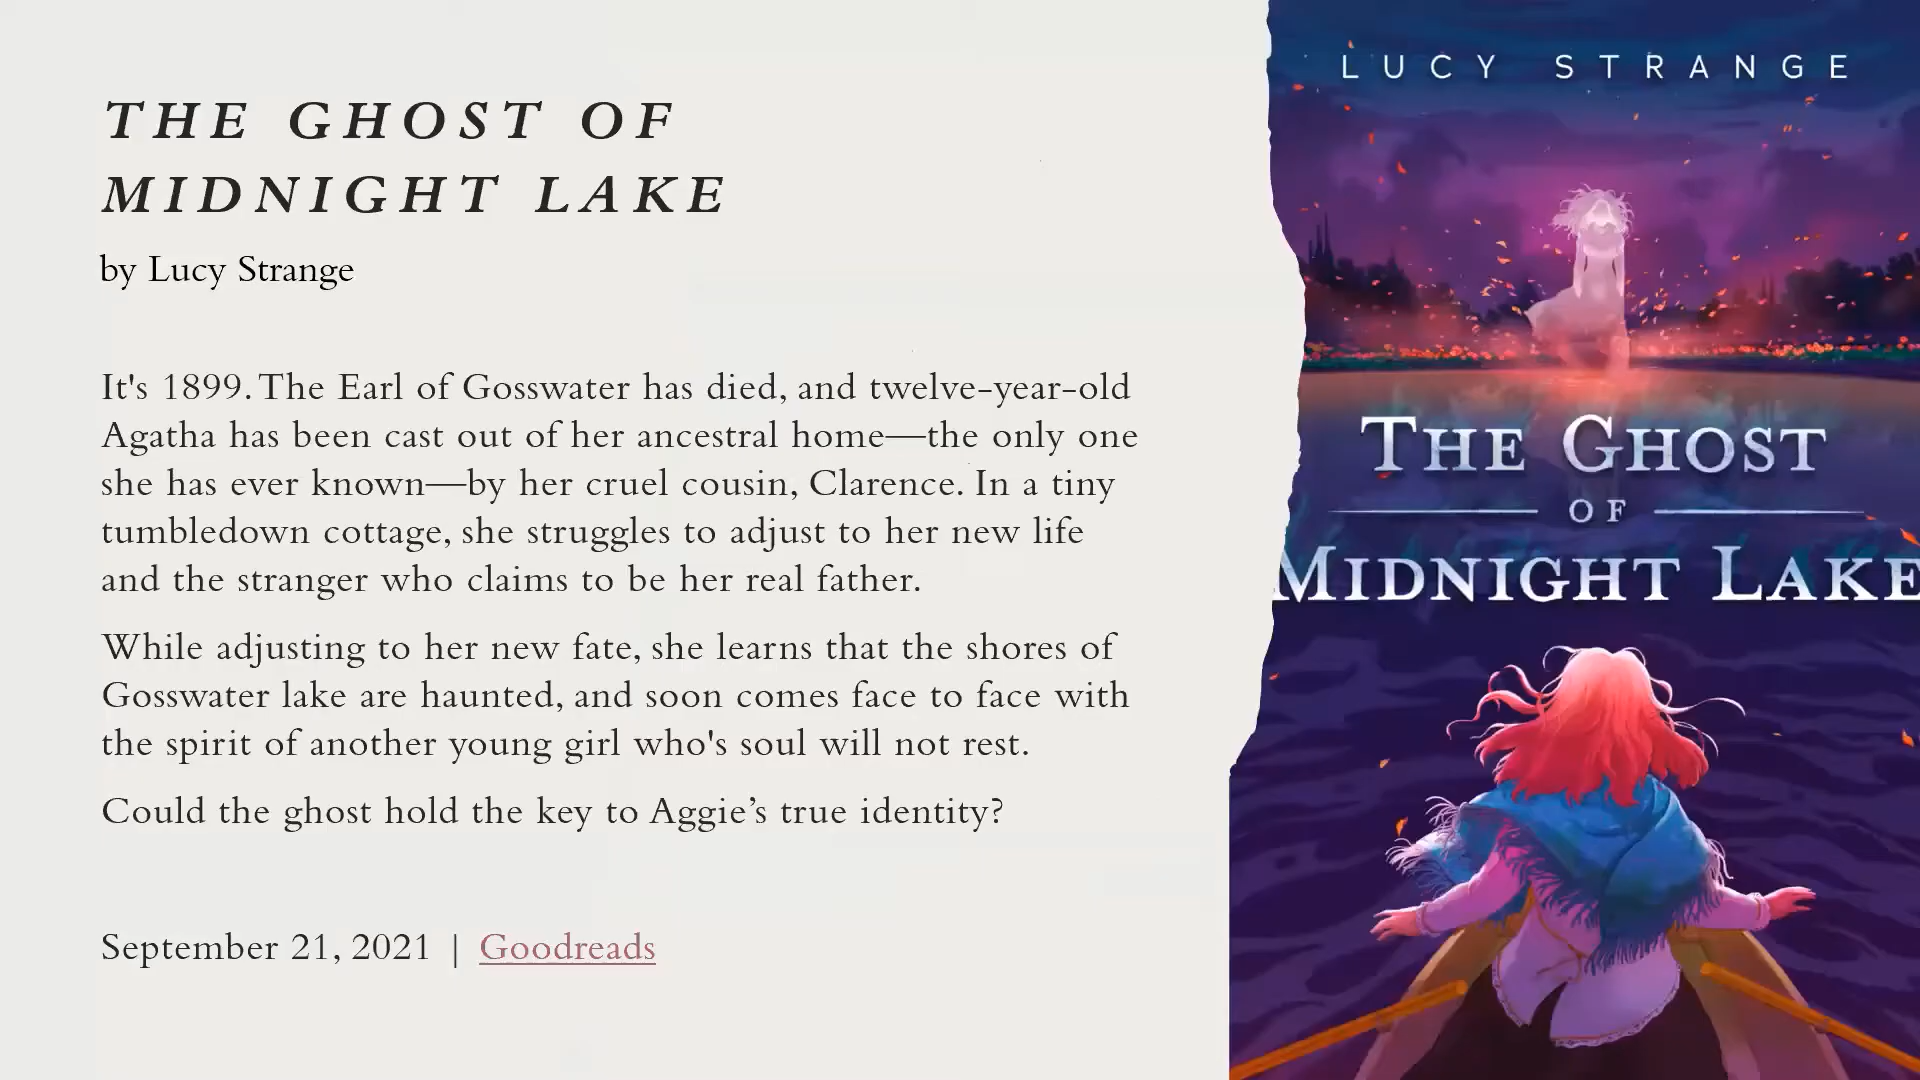 THE GHOST OF
MIDNIGHT LAKE
by Lucy Strange
It's 1899. The Earl of Gosswater has died, and twelve-year-old
Agatha has been cast out of her ancestral home—the only one
she has ever known—by her cruel cousin, Clarence. In a tiny
tumbledown cottage, she struggles to adjust to her new life
and the stranger who claims to be her real father.
While adjusting to her new fate, she learns that the shores of
Gosswater lake are haunted, and soon comes face to face with
the spirit of another young girl who's soul will not rest.
Could the ghost hold the key to Aggie’s true identity?
September 21, 2021 | Goodreads
LUCY STRANGE
THE GHOST
OF
MIDNIGHT LAKE